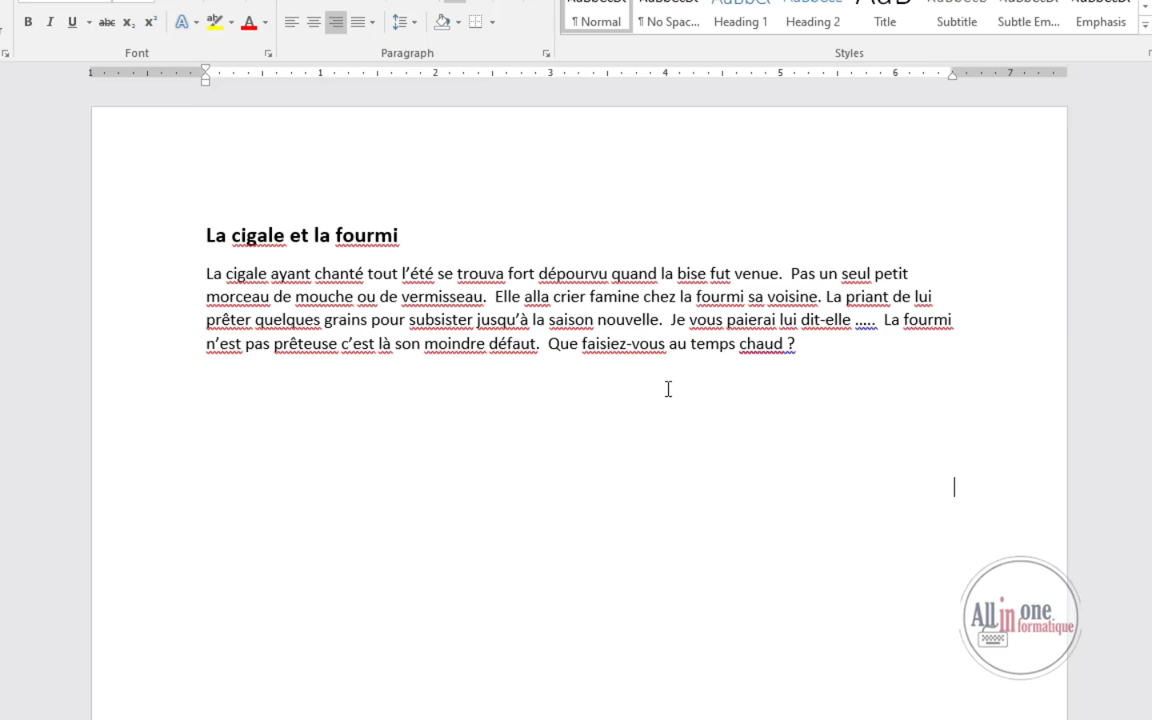 Font
Paragraph
Styles
¶ Normal
¶ No Spac...
Heading 1
Heading 2
Title
Subtitle
Subtle Em...
Emphasis
1 1 2 3 4 5 6 7
La cigale et la fourmi
La cigale ayant chanté tout l’été se trouva fort dépourvu quand la bise fut venue.  Pas un seul petit
morceau de mouche ou de vermisseau.  Elle alla crier famine chez la fourmi sa voisine. La priant de lui
prêter quelques grains pour subsister jusqu’à la saison nouvelle.  Je vous paierai lui dit-elle .....  La fourmi
n’est pas prêteuse c’est là son moindre défaut.  Que faisiez-vous au temps chaud ?
All in one
formatique